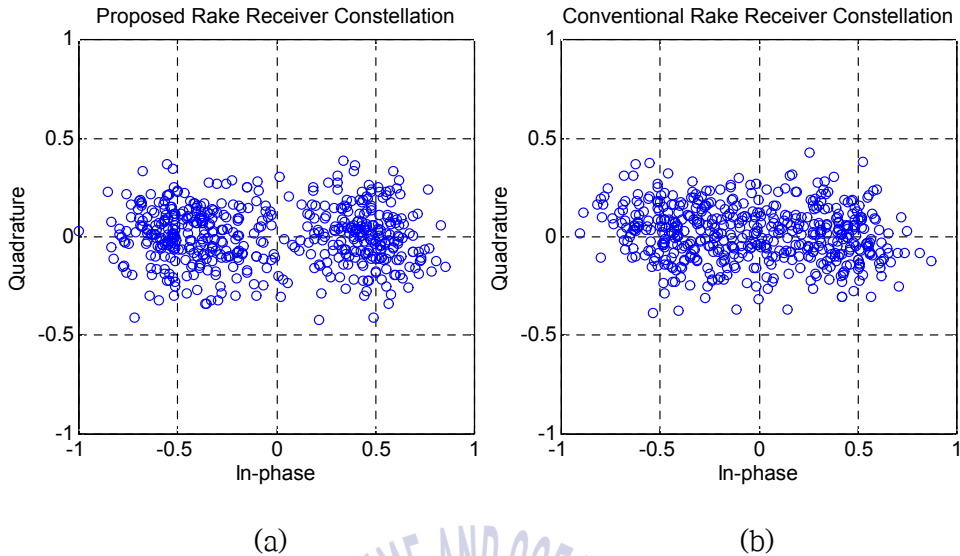 Proposed Rake Receiver Constellation
1
0.5
0
-0.5
-1
Quadrature
-1
-0.5
0
0.5
1
In-phase
(a)
Conventional Rake Receiver Constellation
1
0.5
0
-0.5
-1
Quadrature
-1
-0.5
0
0.5
1
In-phase
(b)
AND